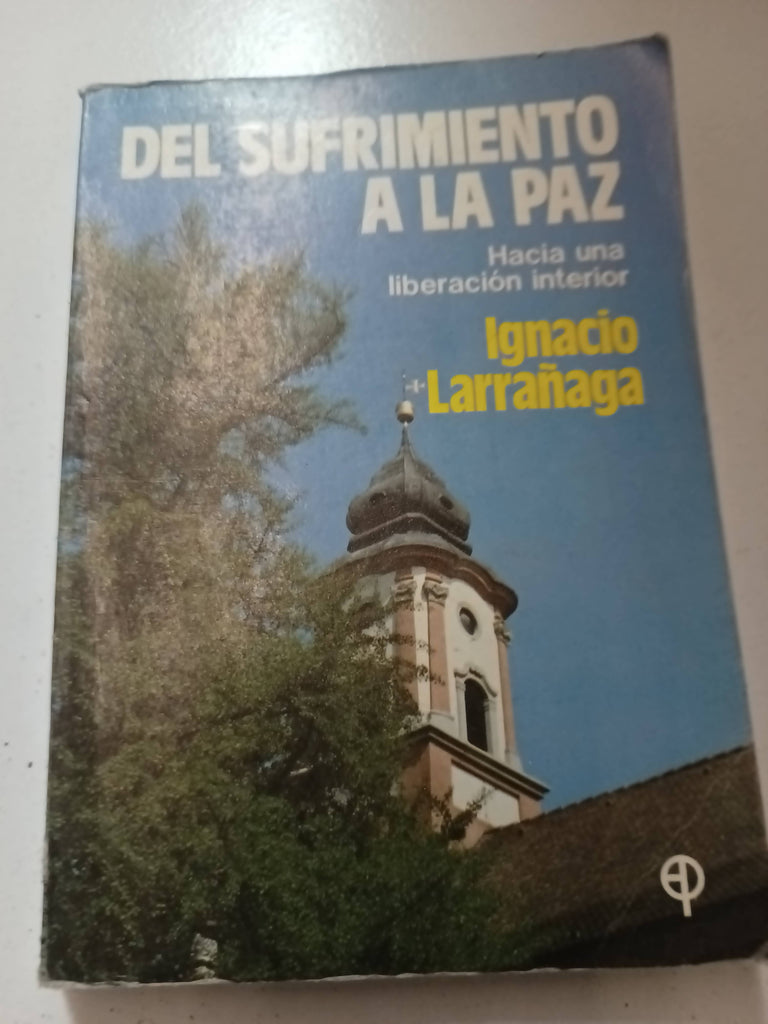 DEL SUFRIMIENTO
A LA PAZ
Hacia una
liberación interior
Ignacio
Larrañaga